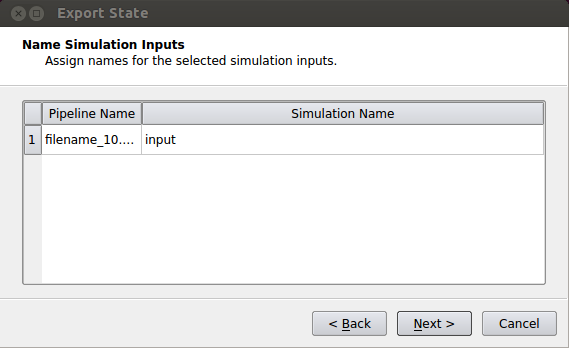 Export State
Name Simulation Inputs
Assign names for the selected simulation inputs.
Pipeline Name Simulation Name
1 filename_10.... input
< Back Next > Cancel